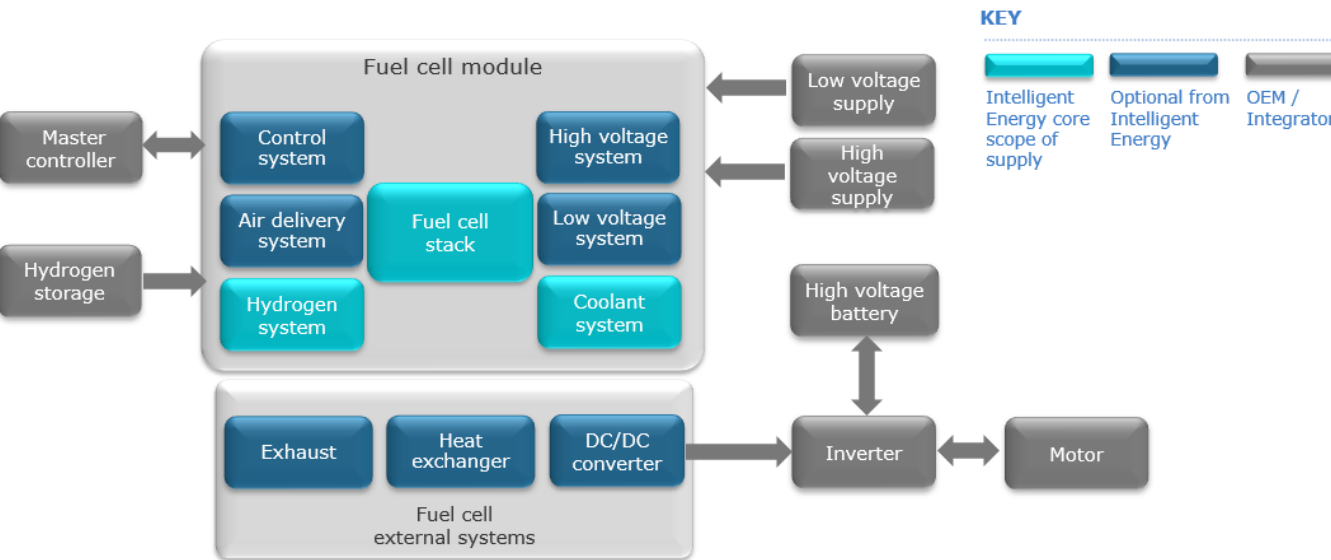 KEY
Intelligent
Energy core
scope of
supply
Optional from
Intelligent
Energy
OEM /
Integrator
Fuel cell module
Master
controller
Control
system
High voltage
system
Low voltage
supply
High
voltage
supply
Air delivery
system
Fuel cell
stack
Low voltage
system
Hydrogen
storage
Hydrogen
system
Coolant
system
High voltage
battery
Exhaust
Heat
exchanger
DC/DC
converter
Inverter
Motor
Fuel cell
external systems